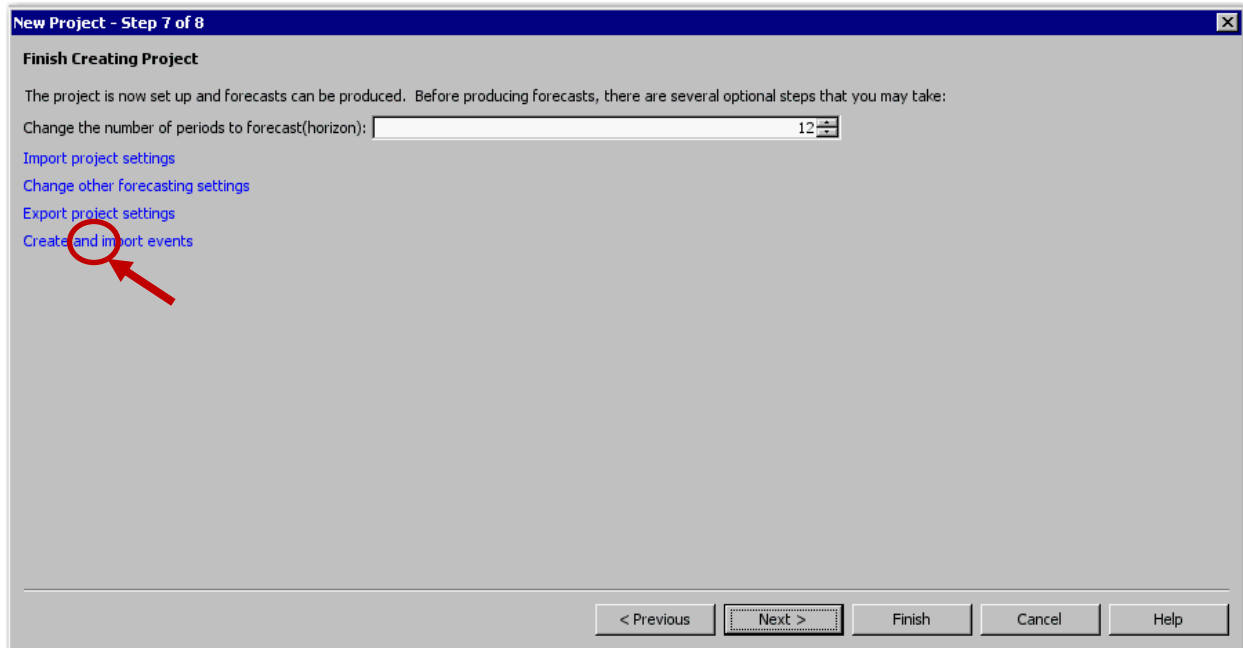 New Project - Step 7 of 8
Finish Creating Project
The project is now set up and forecasts can be produced.  Before producing forecasts, there are several optional steps that you may take:
Change the number of periods to forecast(horizon): 12
Import project settings
Change other forecasting settings
Export project settings
Create and import events
< Previous Next > Finish Cancel Help